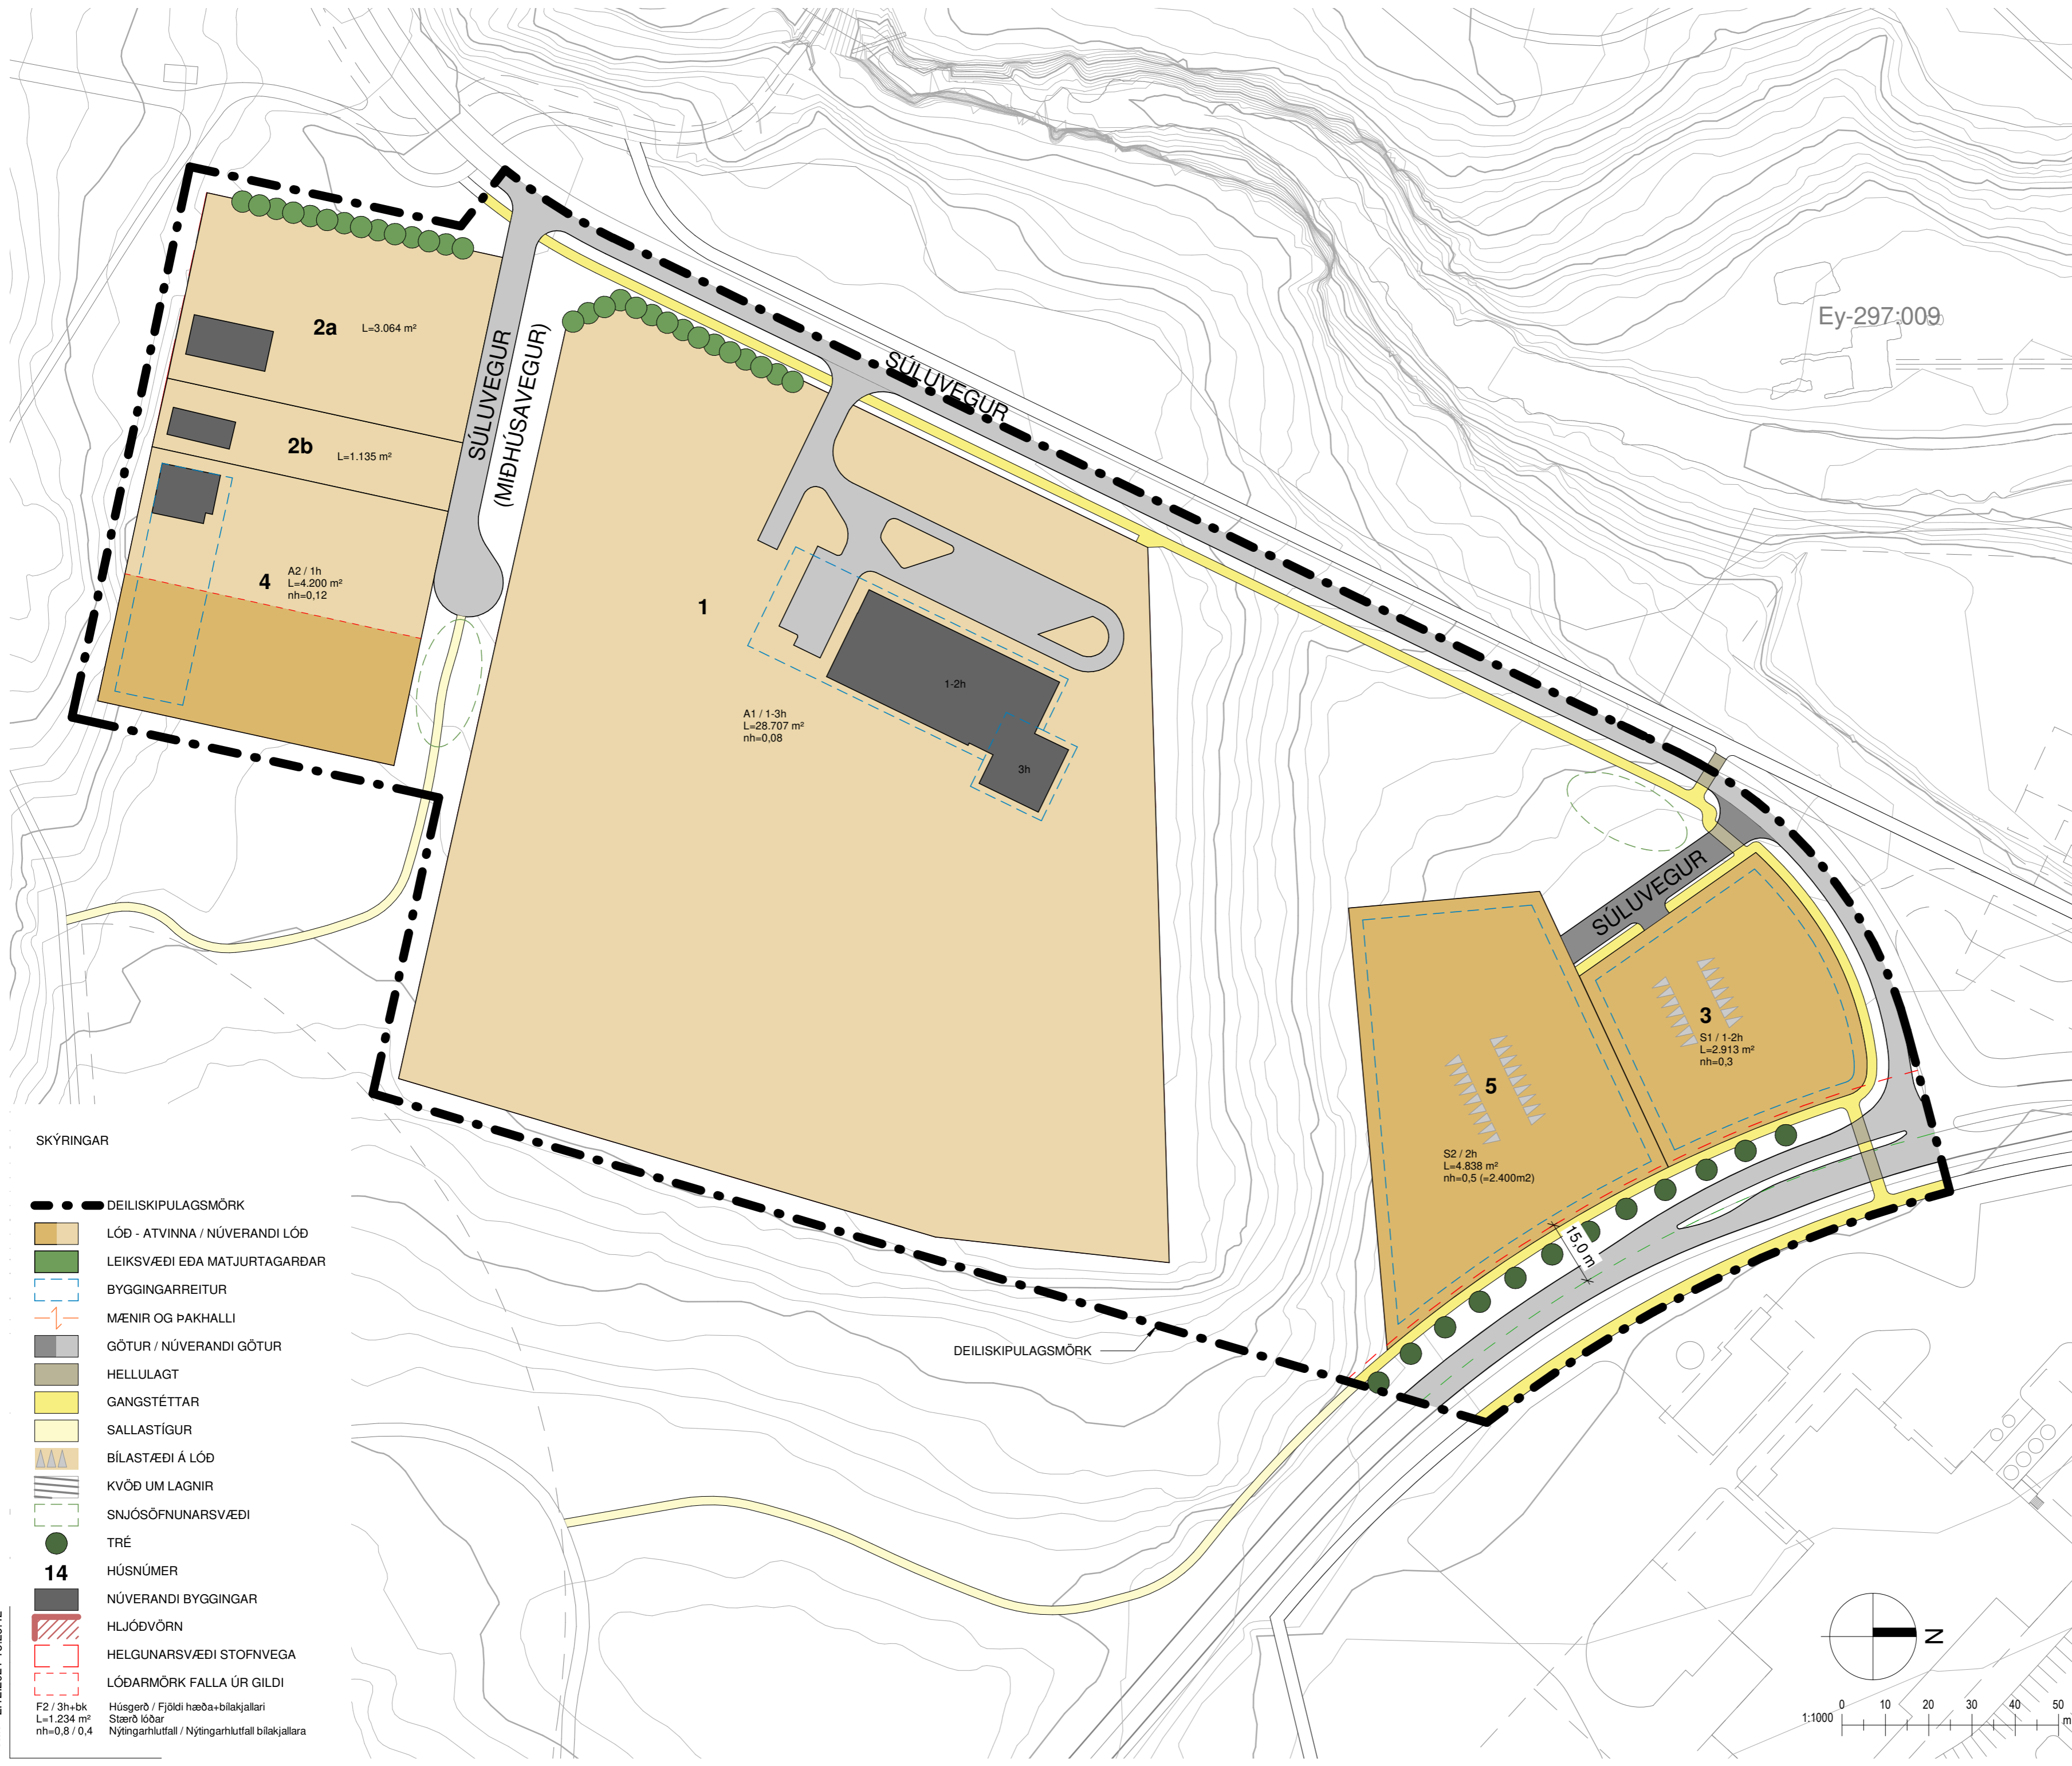 Ey-297:009
SÚLUVEGUR
2a
L=3.064 m²
SÚLUVEGUR
(MIÐHÚSAVEGUR)
2b
L=1.135 m²
4
A2 / 1h
L=4.200 m²
nh=0,12
1
1-2h
A1 / 1-3h
L=28.707 m²
nh=0,08
3h
SÚLUVEGUR
3
S1 / 1-2h
L=2.913 m²
nh=0,3
5
S2 / 2h
L=4.838 m²
nh=0,5 (=2.400m2)
15,0 m
DEILISKIPULAGSMÖRK
SKÝRINGAR
DEILISKIPULAGSMÖRK
LÓÐ - ATVINNA / NÚVERANDI LÓÐ
LEIKSVÆÐI EÐA MATJURTAGARÐAR
BYGGINGARREITUR
MÆNIR OG ÞAKHALLI
GÖTUR / NÚVERANDI GÖTUR
HELLULAGT
GANGSTÉTTAR
SALLASTÍGUR
BÍLASTÆÐI Á LÓÐ
KVÖÐ UM LAGNIR
SNJÓSÖFNUNARSVÆÐI
TRÉ
14 HÚSNÚMER
NÚVERANDI BYGGINGAR
HLJÓÐVÖRN
HELGUNARSVÆÐI STOFNVEGA
LÓÐARMÖRK FALLA ÚR GILDI
F2 / 3h+bk Húsgerð / Fjöldi hæða+bílakjallari
L=1.234 m² Stærð lóðar
nh=0,8 / 0,4 Nýtingarhlutfall / Nýtingarhlutfall bílakjallara
N
0 10 20 30 40 50
1:1000 m